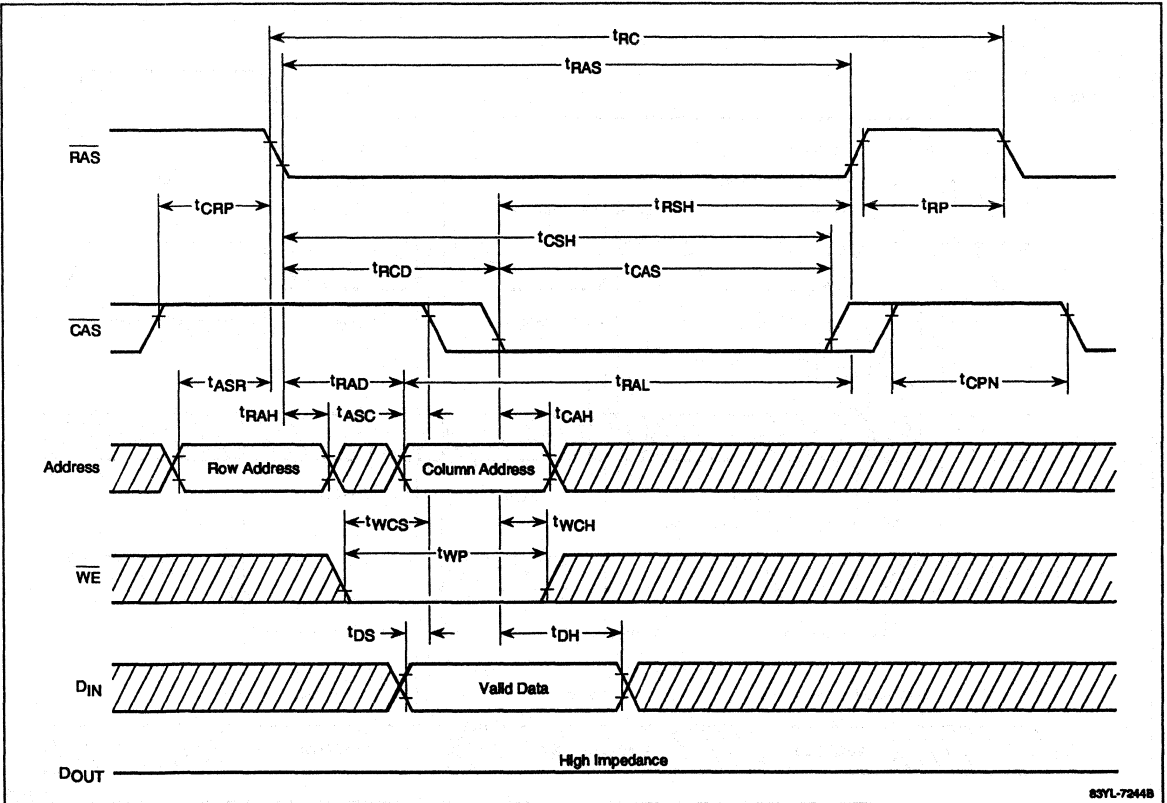 tRC
tRAS
RAS
tCRP
tRSH
tRP
tCSH
tRCD
tCAS
CAS
tASR
tRAD
tRAL
tCPN
tRAH
tASC
tCAH
Address
Row Address
Column Address
tWCS
tWCH
tWP
WE
tDS
tDH
DIN
Valid Data
High Impedance
DOUT
83YL-7244B